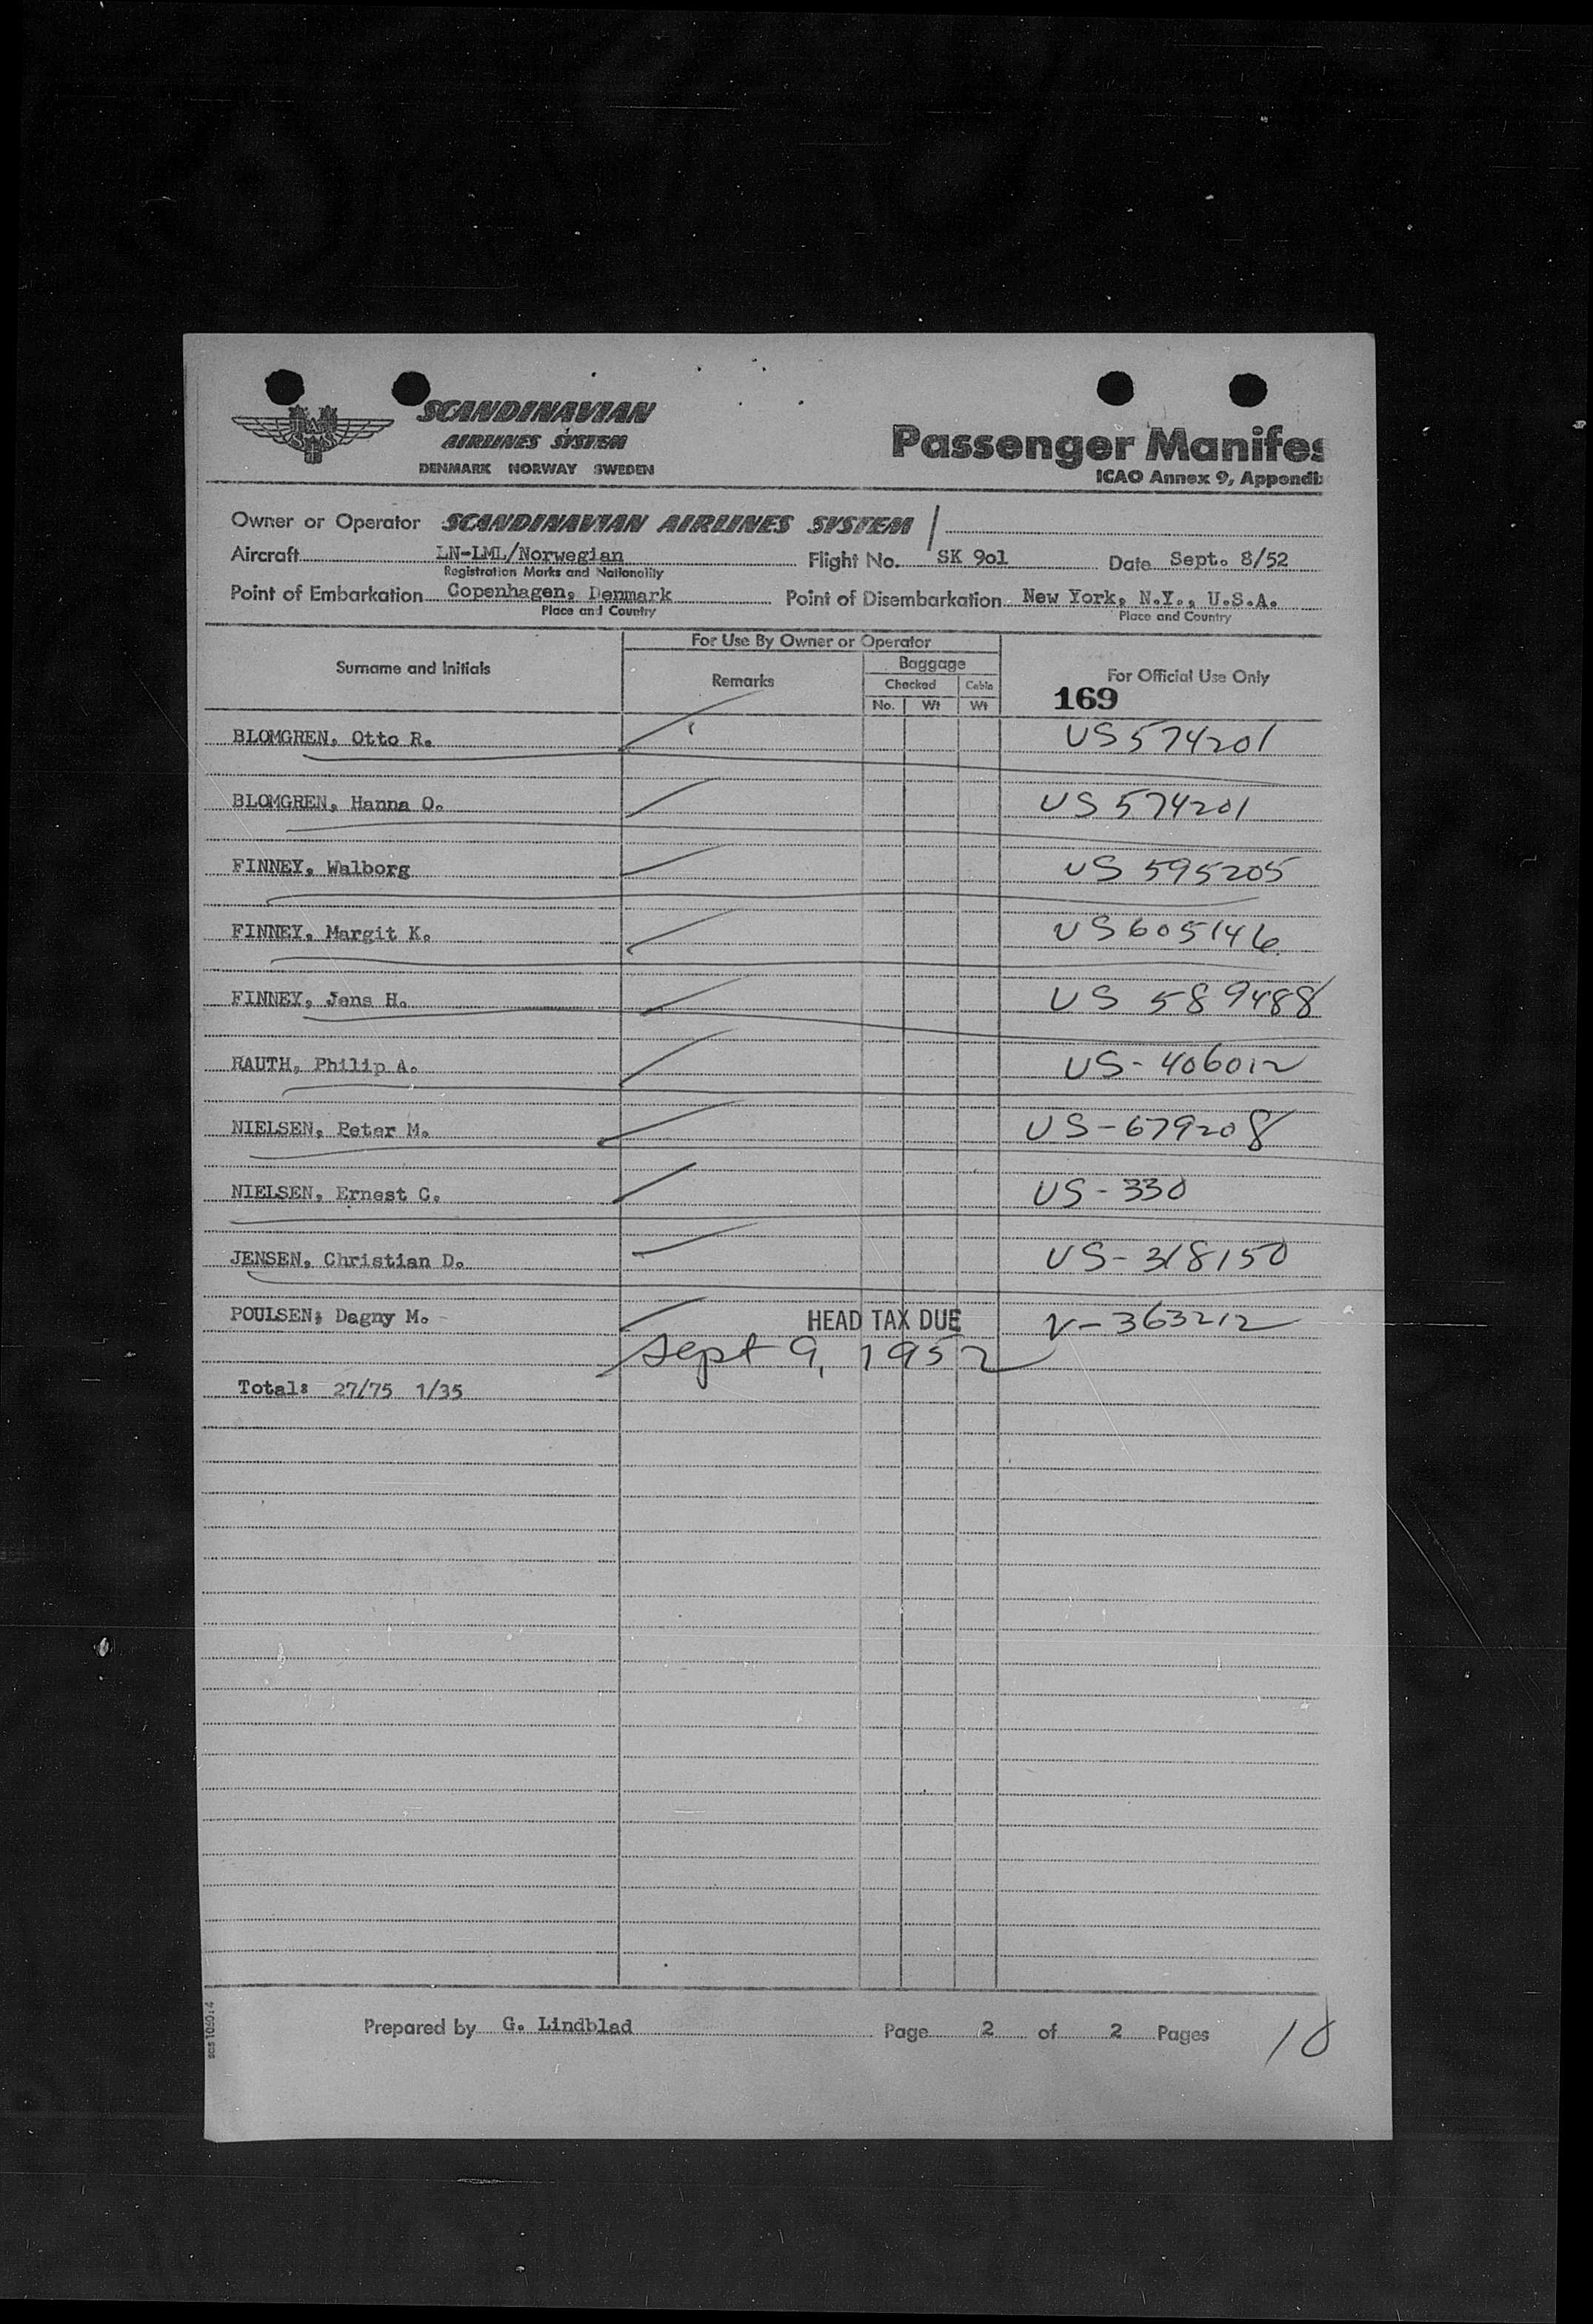 SCANDINAVIAN
AIRLINES SYSTEM
DENMARK NORWAY SWEDEN
Passenger Manifes
ICAO Annex 9, Appendi
Owner or Operator SCANDINAVIAN AIRLINES SYSTEM
Aircraft LN-LML/Norwegian Flight No. SK 9o1 Date Sept. 8/52
Registration Marks and Nationality
Point of Embarkation Copenhagen, Denmark Point of Disembarkation New York, N.Y., U.S.A.
Place and Country Place and Country
For Use By Owner or Operator
Surname and Initials Remarks Baggage For Official Use Only
Checked Cabin
No. Wt Wt 169
BLOMGREN, Otto R. US 574201
BLOMGREN, Hanna O. US 574201
FINNEY, Walborg US 595205
FINNEY, Margit K. US 605146
FINNEY, Jens H. US 589488
RAUTH, Philip A. US-406012
NIELSEN, Peter M. US-679208
NIELSEN, Ernest C. US-330
JENSEN, Christian D. US-318150
POULSEN, Dagny M. HEAD TAX DUE V-363212
Sept 9, 1952
Total: 27/75 1/35
Prepared by G. Lindblad Page 2 of 2 Pages
10